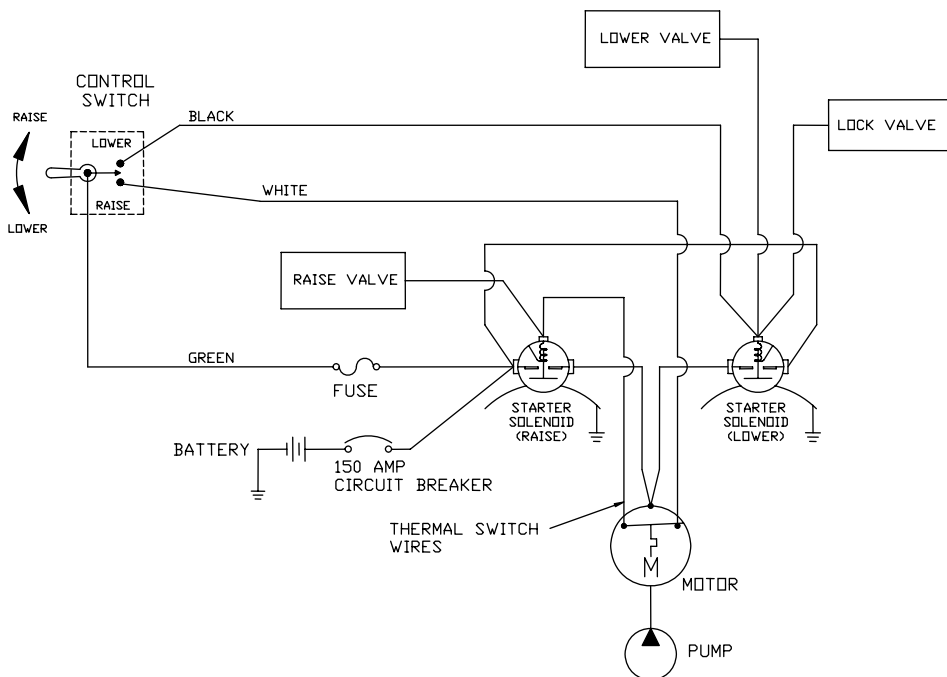 LOWER VALVE
CONTROL
SWITCH
RAISE
BLACK
LOCK VALVE
LOWER
WHITE
RAISE
LOWER
RAISE VALVE
GREEN
FUSE
STARTER
SOLENOID
(RAISE)
STARTER
SOLENOID
(LOWER)
BATTERY
150 AMP
CIRCUIT BREAKER
THERMAL SWITCH
WIRES
M
MOTOR
PUMP